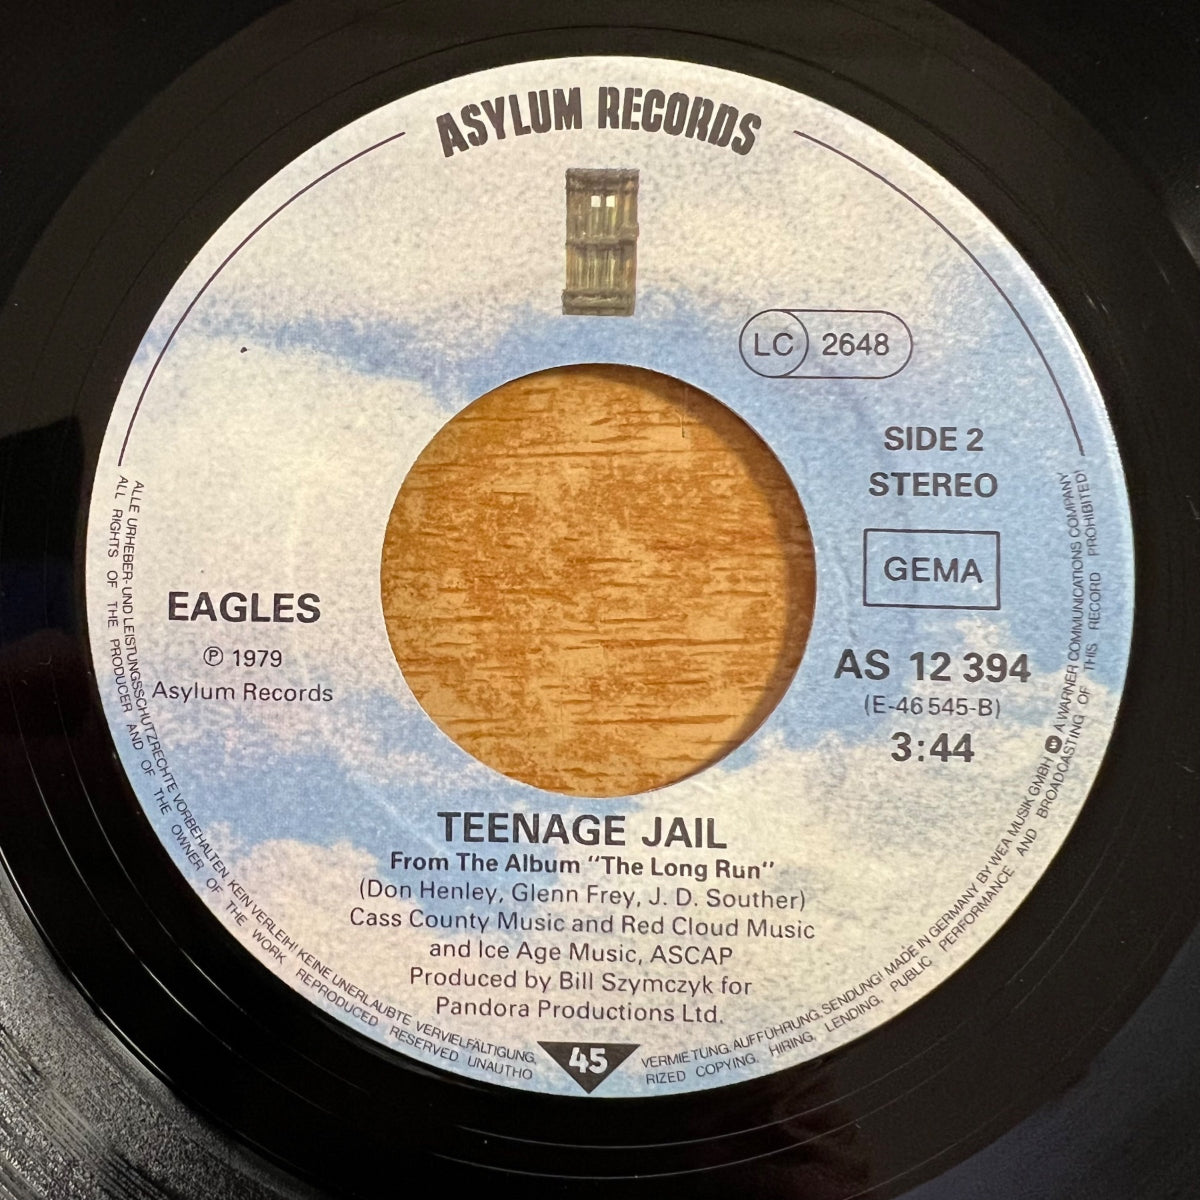 ASYLUM RECORDS
LC 2648
SIDE 2
STEREO
GEMA
EAGLES
℗ 1979
Asylum Records
AS 12 394
(E-46 545-B)
3:44
TEENAGE JAIL
From The Album "The Long Run"
(Don Henley, Glenn Frey, J. D. Souther)
Cass County Music and Red Cloud Music
and Ice Age Music, ASCAP
Produced by Bill Szymczyk for
Pandora Productions Ltd.
45
ALLE URHEBER- UND LEISTUNGSSCHUTZRECHTE VORBEHALTEN. KEIN VERLEIH! KEINE UNERLAUBTE VERVIELFÄLTIGUNG, VERMIETUNG, AUFFÜHRUNG, SENDUNG! MADE IN GERMANY BY WEA MUSIK GMBH A WARNER COMMUNICATIONS COMPANY
ALL RIGHTS OF THE PRODUCER AND OF THE OWNER OF THE WORK REPRODUCED RESERVED UNAUTHORIZED COPYING, HIRING, LENDING, PUBLIC PERFORMANCE AND BROADCASTING OF THIS RECORD PROHIBITED!